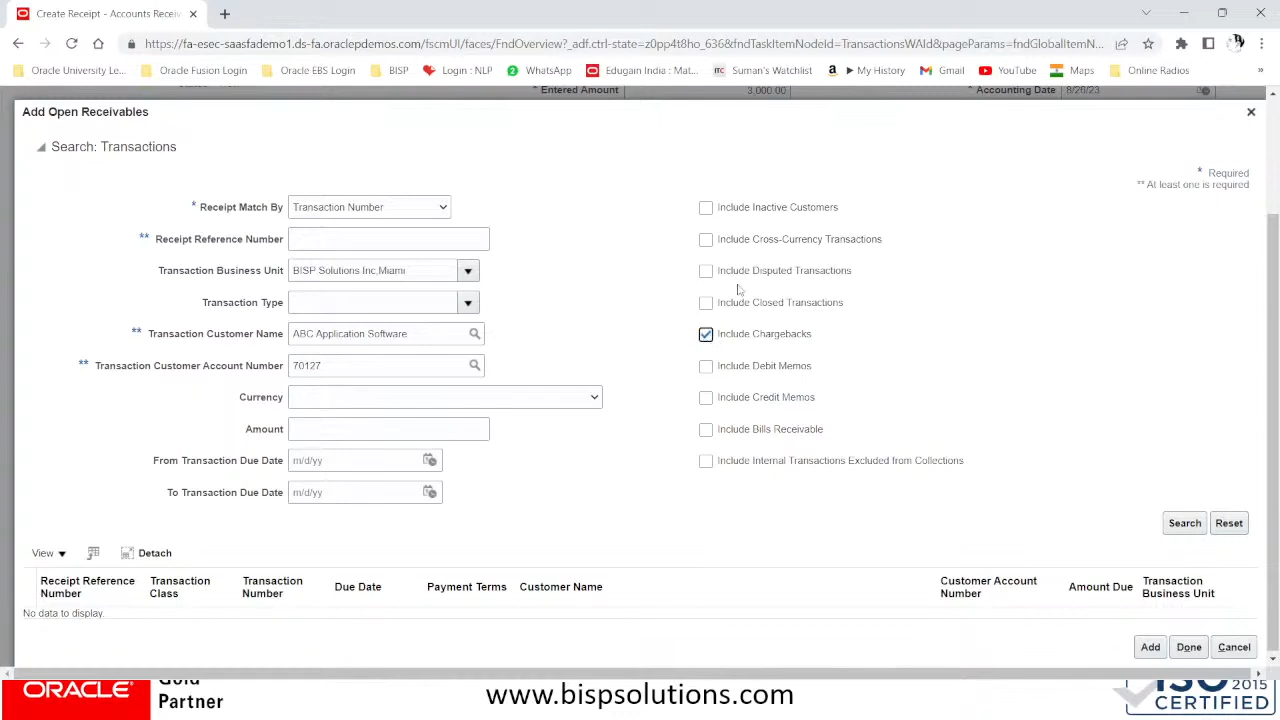 Create Receipt - Accounts Receiv
https://fa-esec-saasfademo1.ds-fa.oraclepdemos.com/fscmUI/faces/FndOverview?_adf.ctrl-state=z0pp4t8ho_636&fndTaskItemNodeId=TransactionsWAId&pageParams=fndGlobalItemN...
Oracle University Le...
Oracle Fusion Login
Oracle EBS Login
BISP
Login : NLP
WhatsApp
Edugain India : Mat...
ITC Suman's Watchlist
My History
Gmail
YouTube
Maps
Online Radios
* Entered Amount 3,000.00
* Accounting Date 8/26/23
Add Open Receivables
Search: Transactions
* Required
** At least one is required
* Receipt Match By Transaction Number
** Receipt Reference Number
Transaction Business Unit BISP Solutions Inc,Miami
Transaction Type
** Transaction Customer Name ABC Application Software
** Transaction Customer Account Number 70127
Currency
Amount
From Transaction Due Date m/d/yy
To Transaction Due Date m/d/yy
Include Inactive Customers
Include Cross-Currency Transactions
Include Disputed Transactions
Include Closed Transactions
Include Chargebacks
Include Debit Memos
Include Credit Memos
Include Bills Receivable
Include Internal Transactions Excluded from Collections
Search Reset
View Detach
Receipt Reference Number
Transaction Class
Transaction Number
Due Date
Payment Terms
Customer Name
Customer Account Number
Amount Due
Transaction Business Unit
No data to display.
Add Done Cancel
ORACLE
Gold
Partner
www.bispsolutions.com
ISO 2015
CERTIFIED